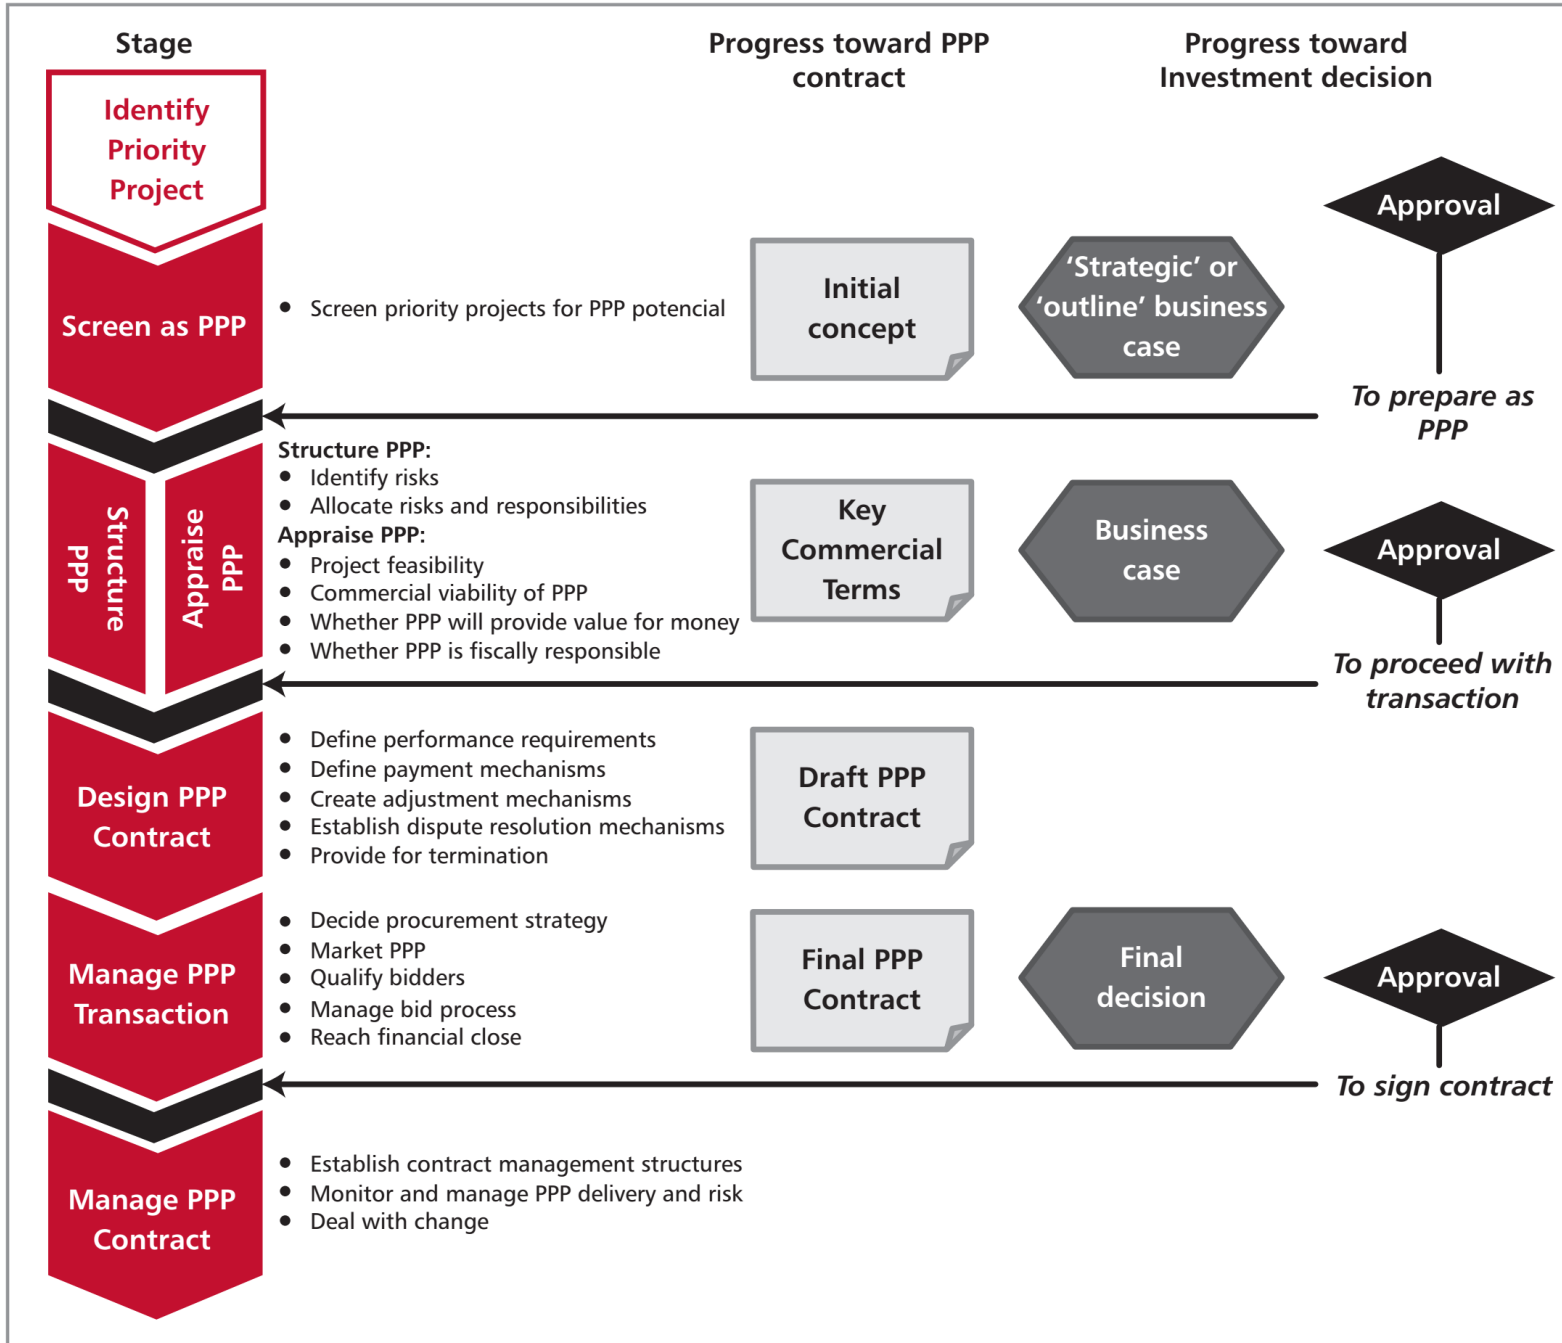 Stage
Progress toward PPP
contract
Progress toward
Investment decision
Identify
Priority
Project
Approval
Screen as PPP
• Screen priority projects for PPP potencial
Initial
concept
‘Strategic’ or
‘outline’ business
case
To prepare as
PPP
Structure
PPP
Appraise
PPP
Structure PPP:
• Identify risks
• Allocate risks and responsibilities
Appraise PPP:
• Project feasibility
• Commercial viability of PPP
• Whether PPP will provide value for money
• Whether PPP is fiscally responsible
Key
Commercial
Terms
Business
case
Approval
To proceed with
transaction
Design PPP
Contract
• Define performance requirements
• Define payment mechanisms
• Create adjustment mechanisms
• Establish dispute resolution mechanisms
• Provide for termination
Draft PPP
Contract
Manage PPP
Transaction
• Decide procurement strategy
• Market PPP
• Qualify bidders
• Manage bid process
• Reach financial close
Final PPP
Contract
Final
decision
Approval
To sign contract
Manage PPP
Contract
• Establish contract management structures
• Monitor and manage PPP delivery and risk
• Deal with change